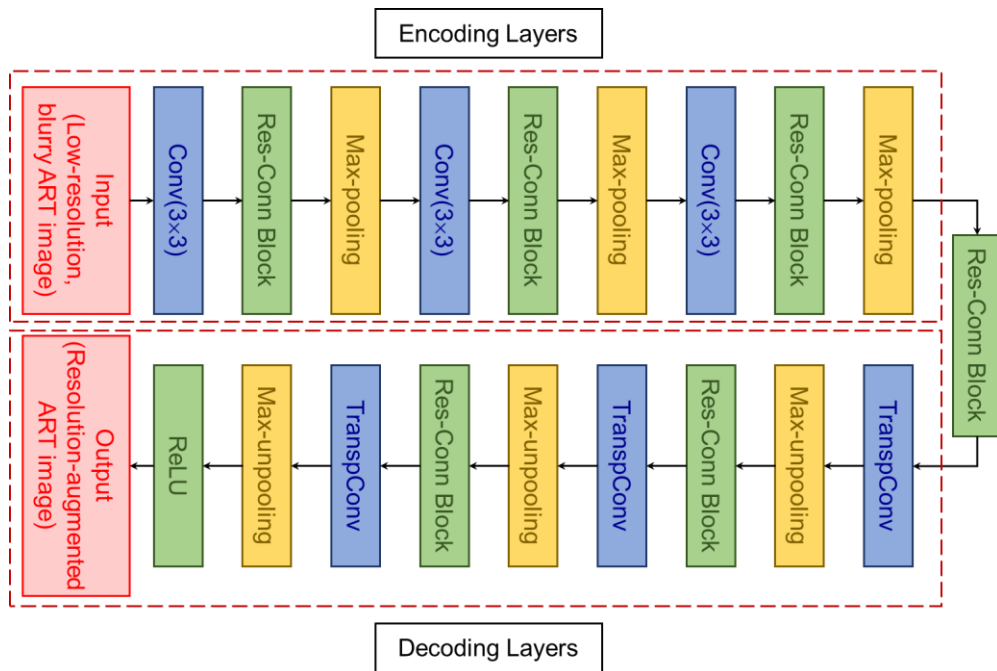 Encoding Layers
Input
(Low-resolution,
blurry ART image)
Conv(3×3)
Res-Conn Block
Max-pooling
Conv(3×3)
Res-Conn Block
Max-pooling
Conv(3×3)
Res-Conn Block
Max-pooling
Res-Conn Block
TranspConv
Max-unpooling
Res-Conn Block
TranspConv
Max-unpooling
Res-Conn Block
TranspConv
Max-unpooling
ReLU
Output
(Resolution-augmented
ART image)
Decoding Layers